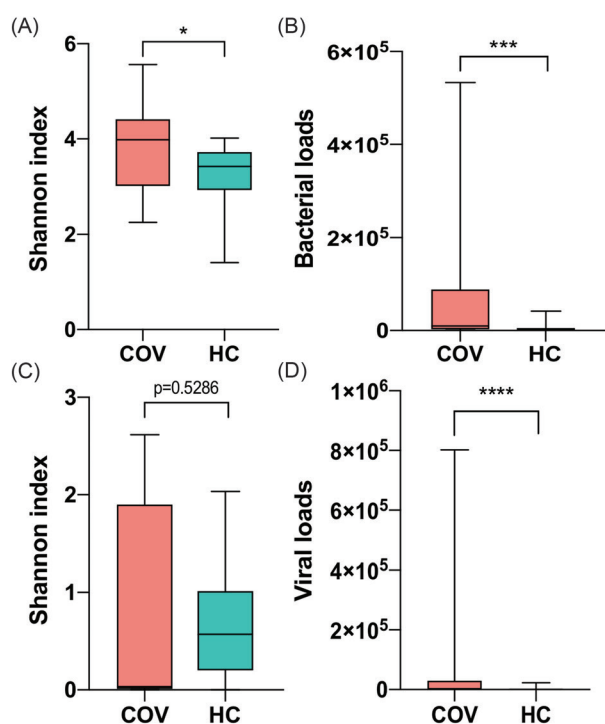 (A)
*
Shannon index
6
4
2
0
COV HC
(B)
***
Bacterial loads
6×10⁵
4×10⁵
2×10⁵
0
COV HC
(C)
p=0.5286
Shannon index
3
2
1
0
COV HC
(D)
****
Viral loads
1×10⁶
8×10⁵
6×10⁵
4×10⁵
2×10⁵
0
COV HC